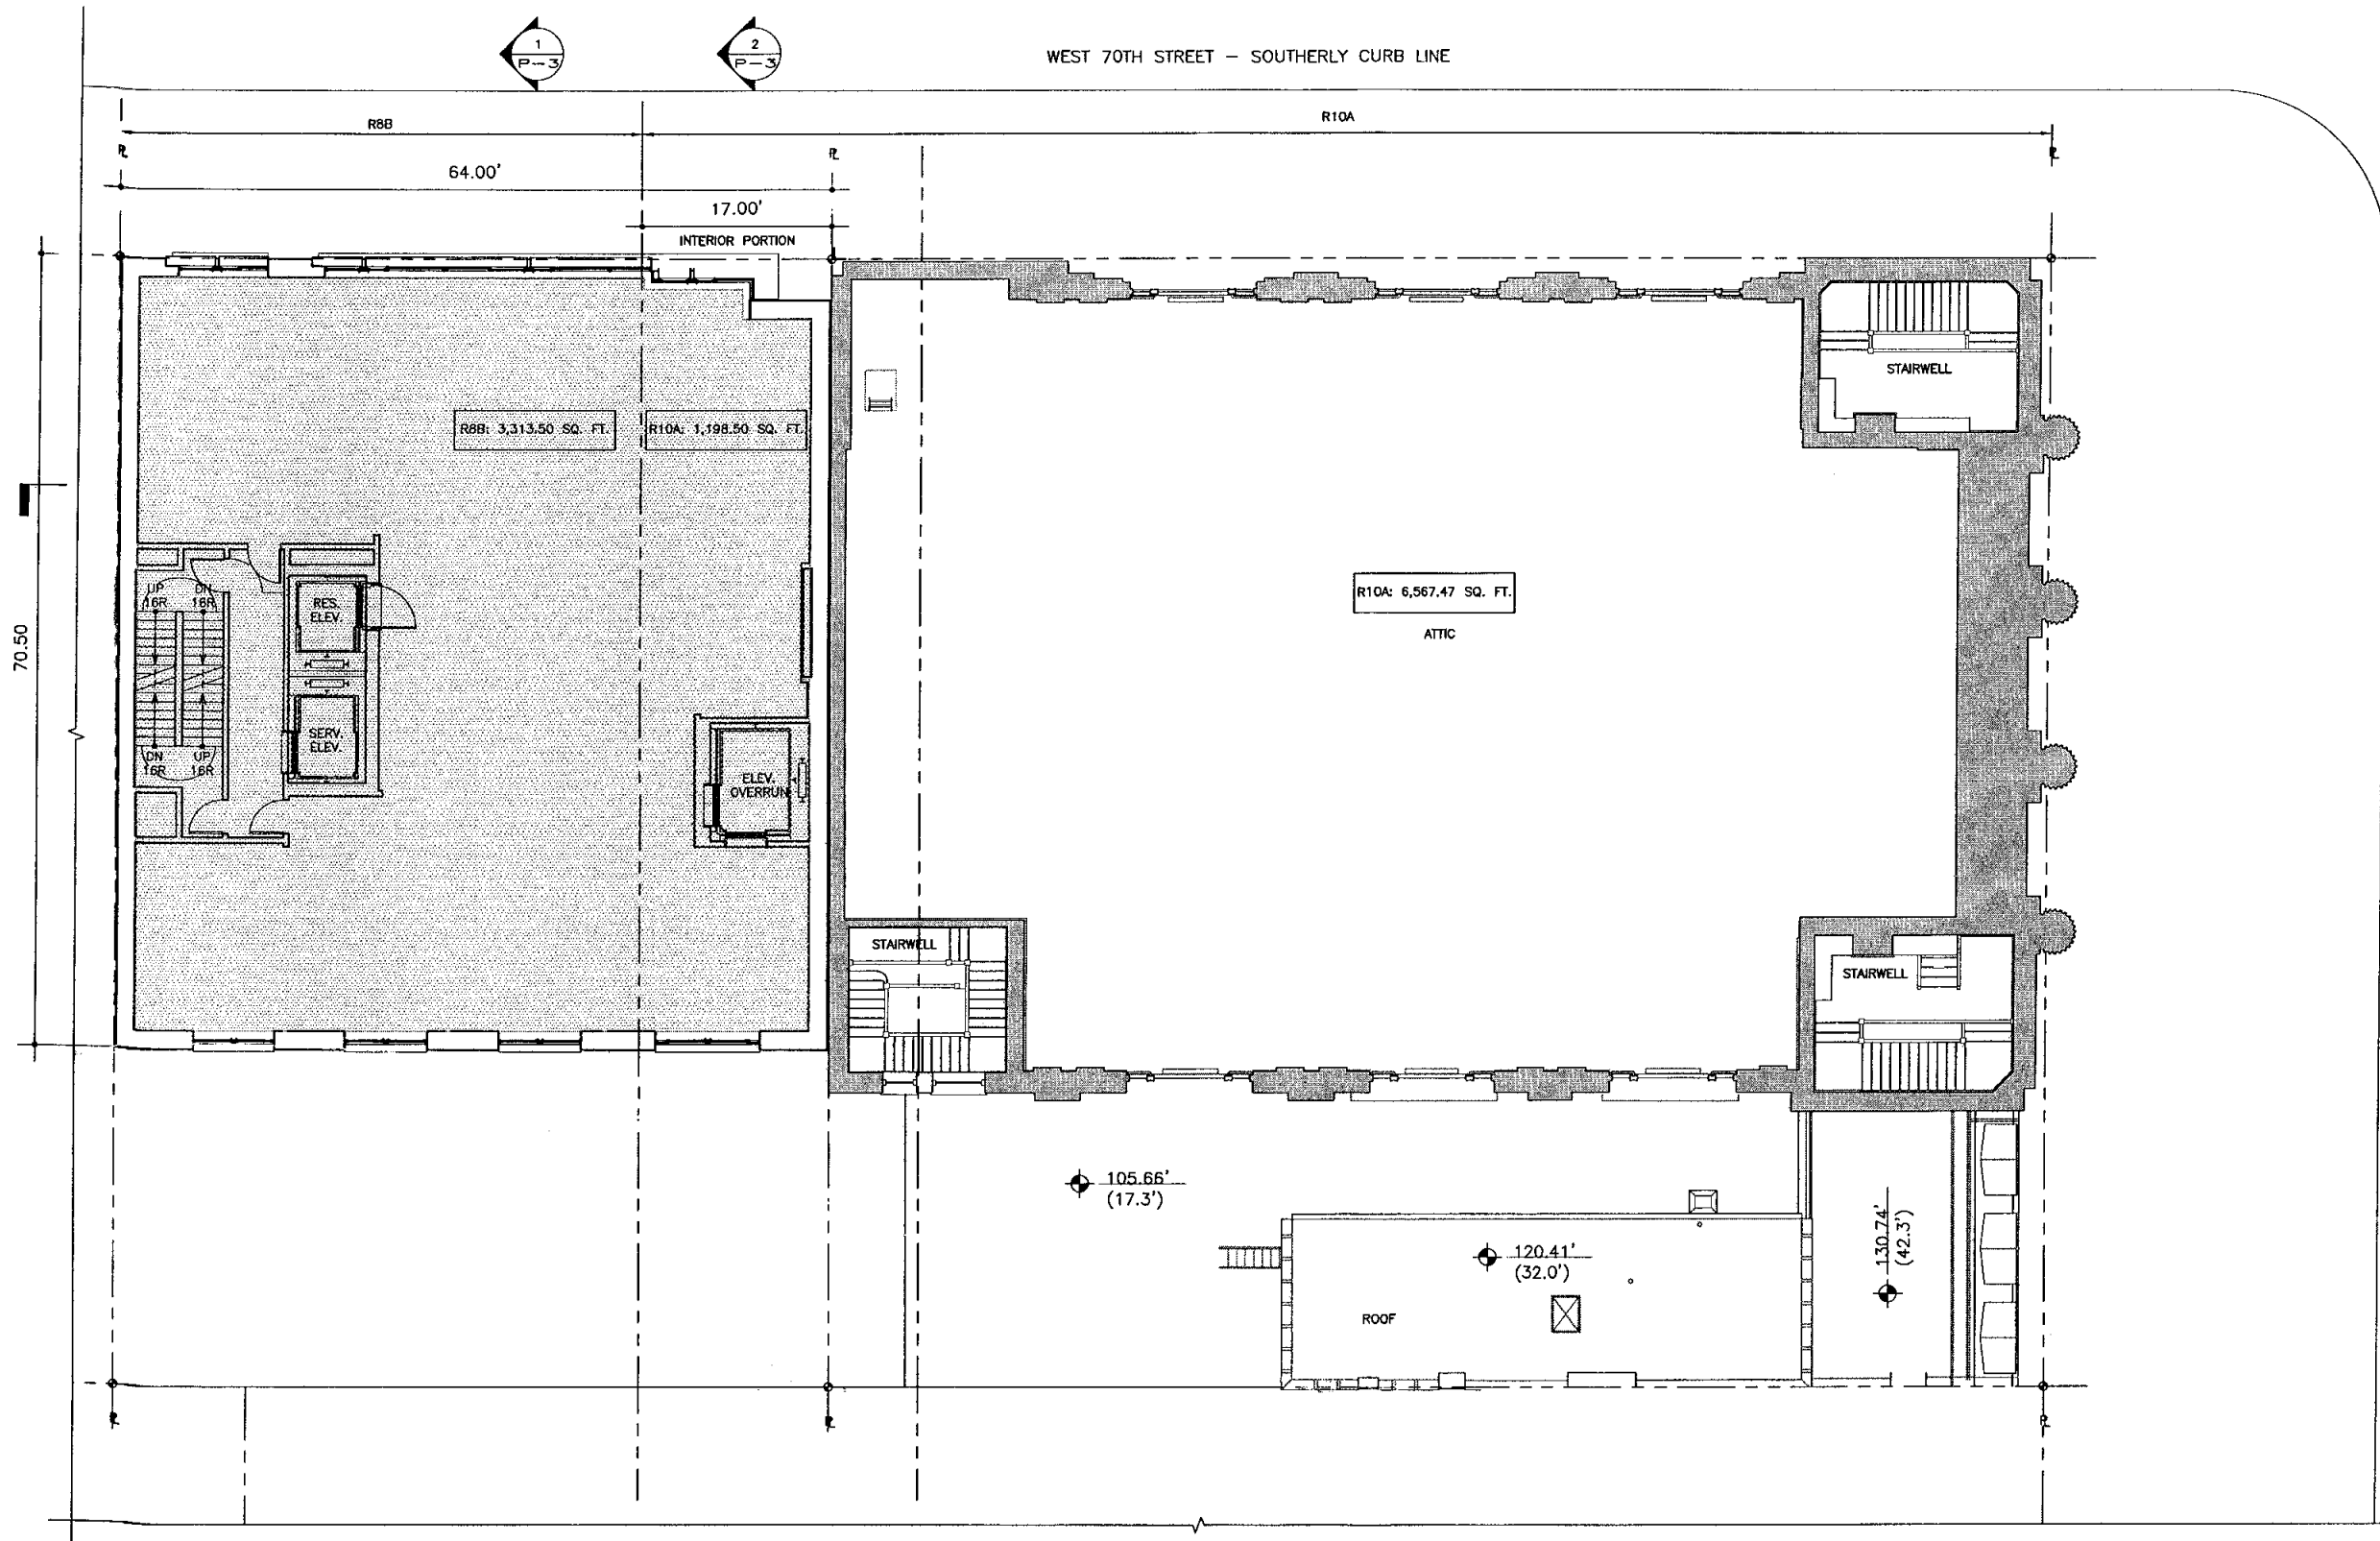 1
P-3
2
P-3
WEST 70TH STREET - SOUTHERLY CURB LINE
R8B
R10A
64.00'
17.00'
INTERIOR PORTION
STAIRWELL
R8B: 3,313.50 SQ. FT.
R10A: 1,198.50 SQ. FT.
UP
16R
DN
16R
RES.
ELEV.
R10A: 6,567.47 SQ. FT.
ATTIC
70.50
SERV.
ELEV.
DN
16R
UP
16R
ELEV.
OVERRUN
STAIRWELL
STAIRWELL
105.66'
(17.3')
120.41'
(32.0')
130.74'
(42.3')
ROOF